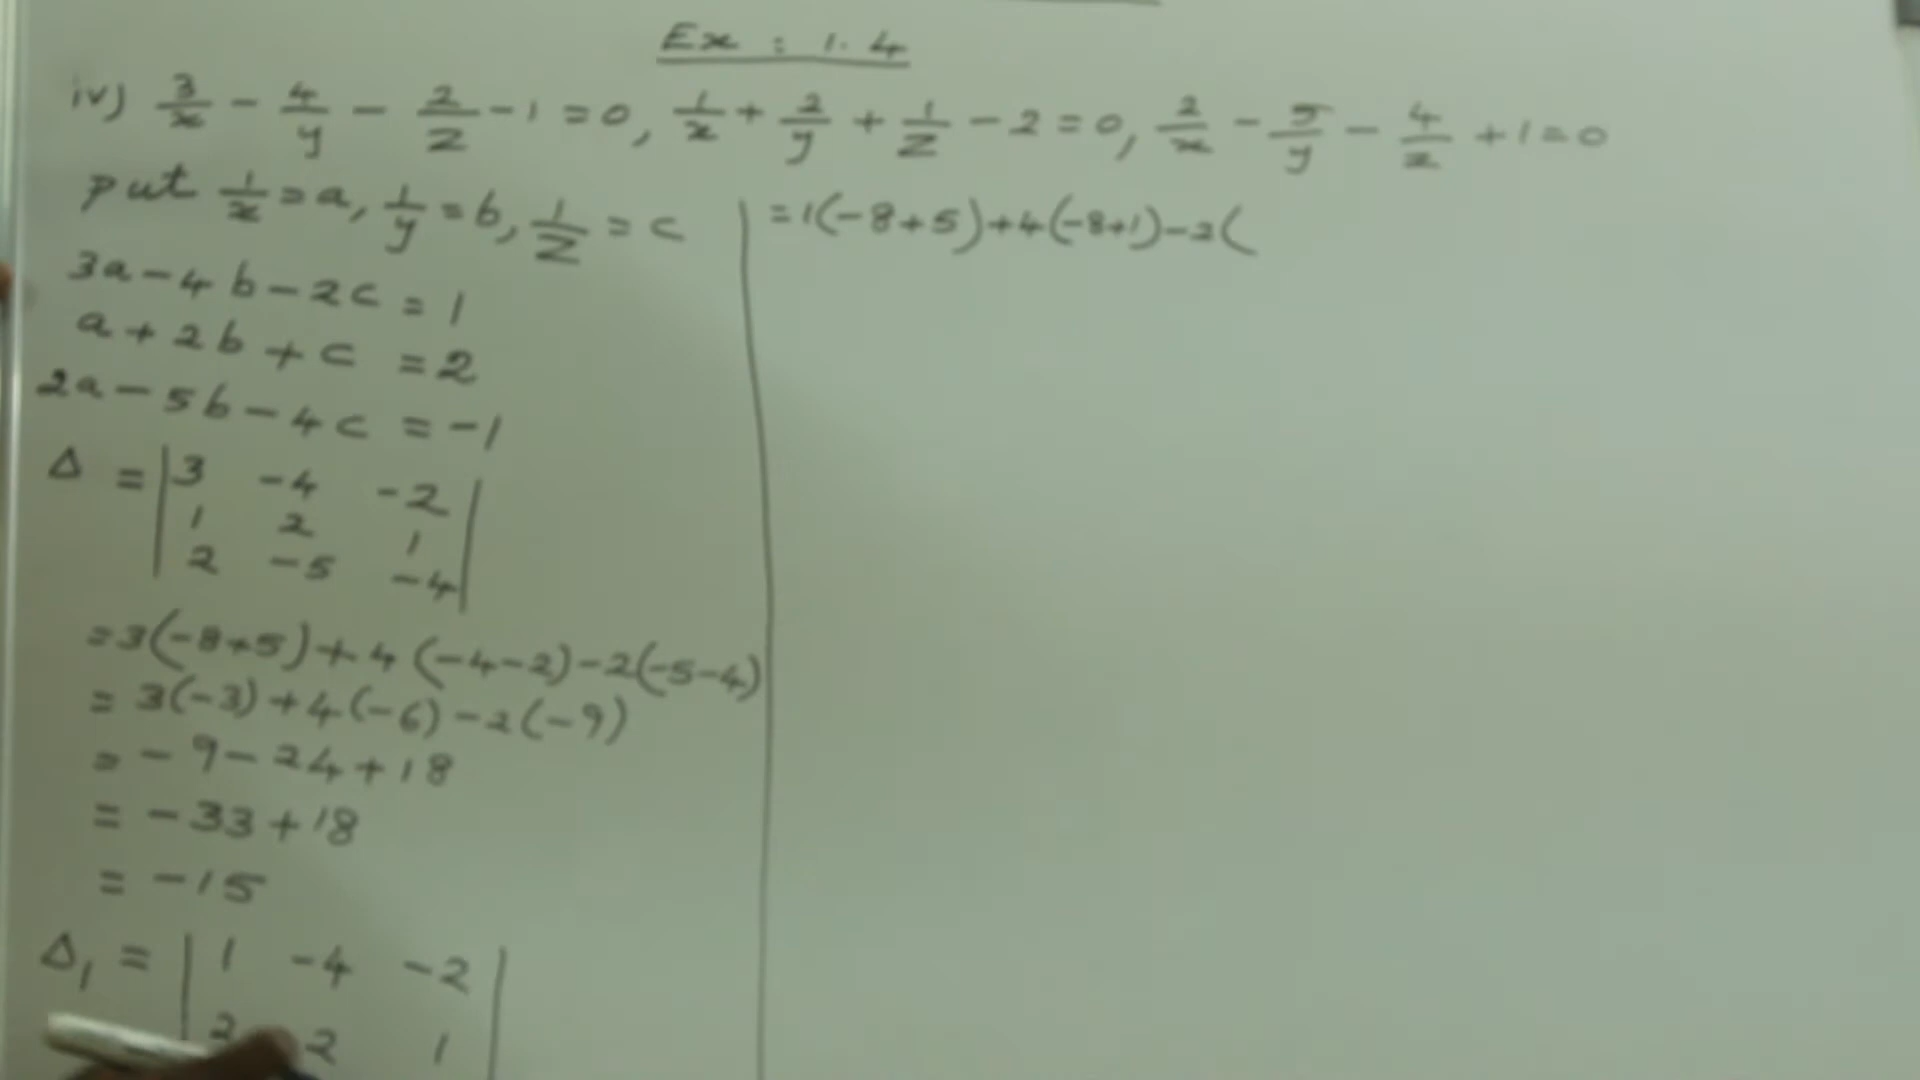 Ex : 1.4
iv) 3/x - 4/y - 2/z - 1 = 0, 1/x + 2/y + 1/z - 2 = 0, 2/x - 5/y - 4/z + 1 = 0
put 1/x = a, 1/y = b, 1/z = c
3a - 4b - 2c = 1
a + 2b + c = 2
2a - 5b - 4c = -1
Δ = | 3 -4 -2 |
1 2 1
2 -5 -4
= 3(-8+5) + 4(-4-2) - 2(-5-4)
= 3(-3) + 4(-6) - 2(-9)
= -9 - 24 + 18
= -33 + 18
= -15
Δ₁ = | 1 -4 -2 |
2 2 1
= 1(-8+5) + 4(-8+1) - 2(